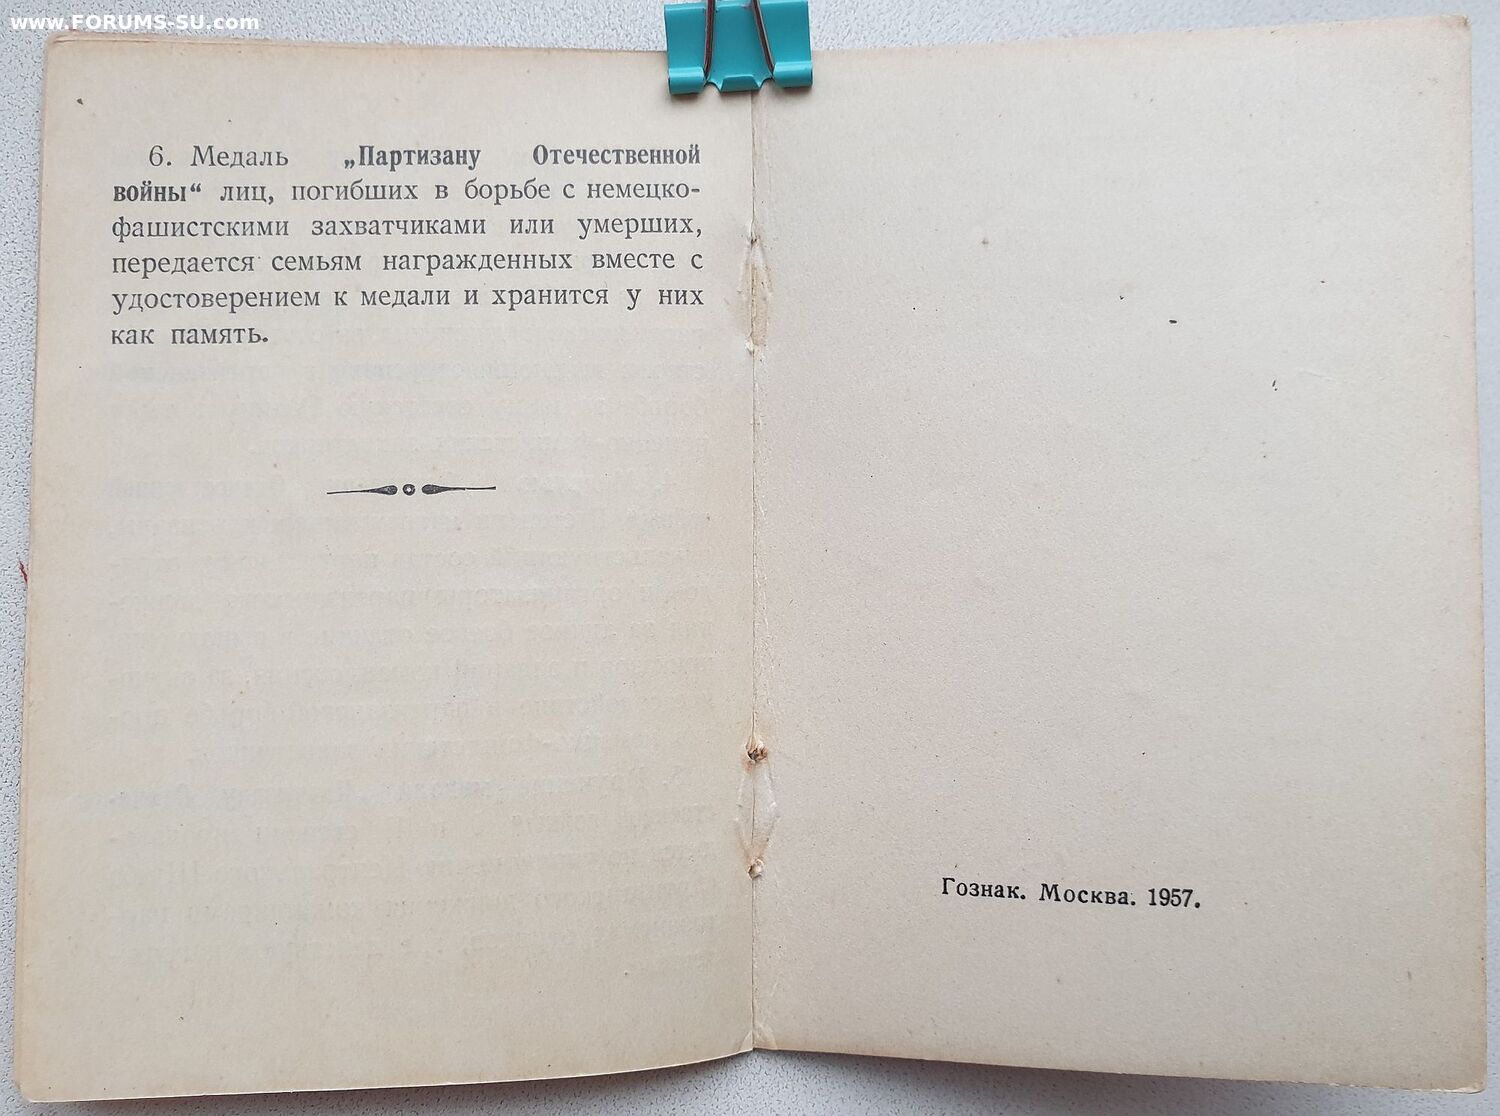 www.FORUMS-SU.com
6. Медаль „Партизану Отечественной
войны“ лиц, погибших в борьбе с немецко-
фашистскими захватчиками или умерших,
передается семьям награжденных вместе с
удостоверением к медали и хранится у них
как память.
Гознак. Москва. 1957.